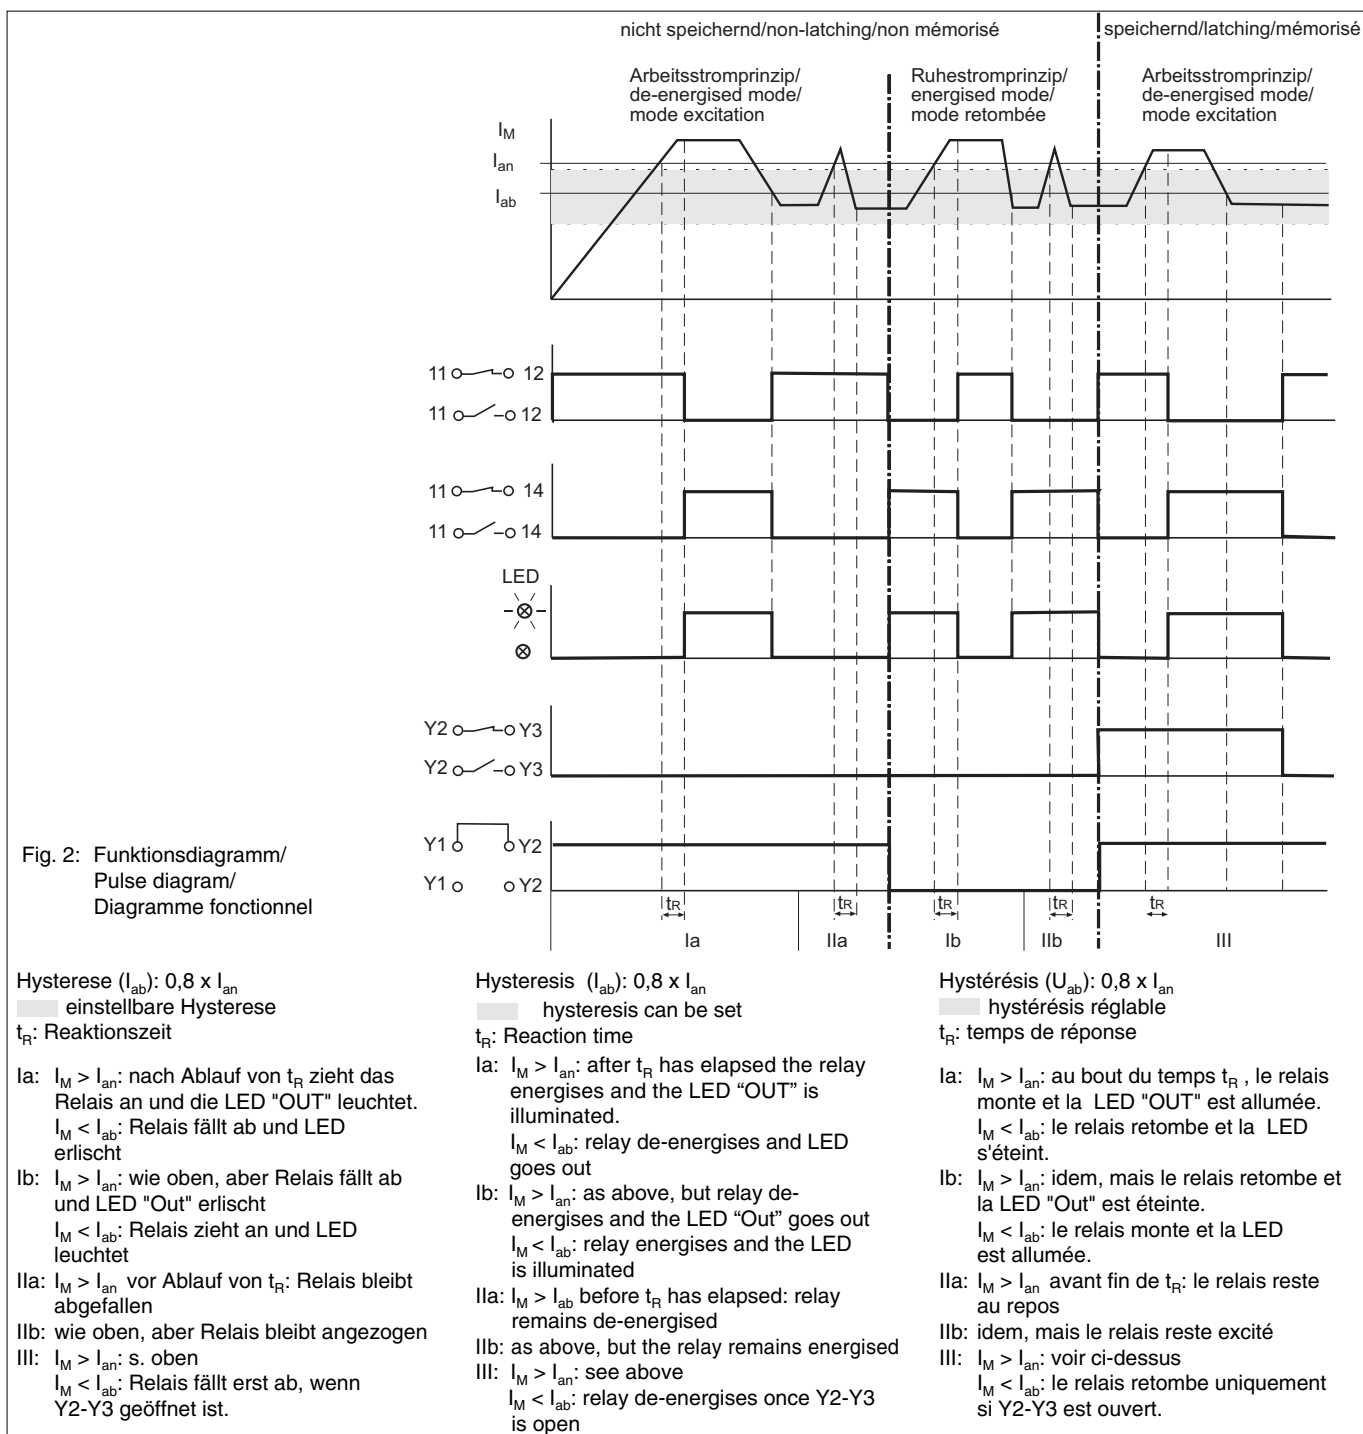 nicht speichernd/non-latching/non mémorisé
speichernd/latching/mémorisé
Arbeitsstromprinzip/
de-energised mode/
mode excitation
Ruhestromprinzip/
energised mode/
mode retombée
Arbeitsstromprinzip/
de-energised mode/
mode excitation
IM
Ian
Iab
11 12
11 12
11 14
11 14
LED
Y2 Y3
Y2 Y3
Y1 Y2
Y1 Y2
tR tR tR tR tR
Ia IIa Ib IIb III
Fig. 2: Funktionsdiagramm/
Pulse diagram/
Diagramme fonctionnel
Hysterese (Iab): 0,8 x Ian
einstellbare Hysterese
tR: Reaktionszeit
Ia: IM > Ian: nach Ablauf von tR zieht das
Relais an und die LED "OUT" leuchtet.
IM < Iab: Relais fällt ab und LED
erlischt
Ib: IM > Ian: wie oben, aber Relais fällt ab
und LED "Out" erlischt
IM < Iab: Relais zieht an und LED
leuchtet
IIa: IM > Ian vor Ablauf von tR: Relais bleibt
abgefallen
IIb: wie oben, aber Relais bleibt angezogen
III: IM > Ian: s. oben
IM < Iab: Relais fällt erst ab, wenn
Y2-Y3 geöffnet ist.
Hysteresis (Iab): 0,8 x Ian
hysteresis can be set
tR: Reaction time
Ia: IM > Ian: after tR has elapsed the relay
energises and the LED “OUT” is
illuminated.
IM < Iab: relay de-energises and LED
goes out
Ib: IM > Ian: as above, but relay de-
energises and the LED “Out” goes out
IM < Iab: relay energises and the LED
is illuminated
IIa: IM > Iab before tR has elapsed: relay
remains de-energised
IIb: as above, but the relay remains energised
III: IM > Ian: see above
IM < Iab: relay de-energises once Y2-Y3
is open
Hystérésis (Uab): 0,8 x Ian
hystérésis réglable
tR: temps de réponse
Ia: IM > Ian: au bout du temps tR , le relais
monte et la LED "OUT" est allumée.
IM < Iab: le relais retombe et la LED
s'éteint.
Ib: IM > Ian: idem, mais le relais retombe et
la LED "Out" est éteinte.
IM < Iab: le relais monte et la LED
est allumée.
IIa: IM > Ian avant fin de tR: le relais reste
au repos
IIb: idem, mais le relais reste excité
III: IM > Ian: voir ci-dessus
IM < Iab: le relais retombe uniquement
si Y2-Y3 est ouvert.